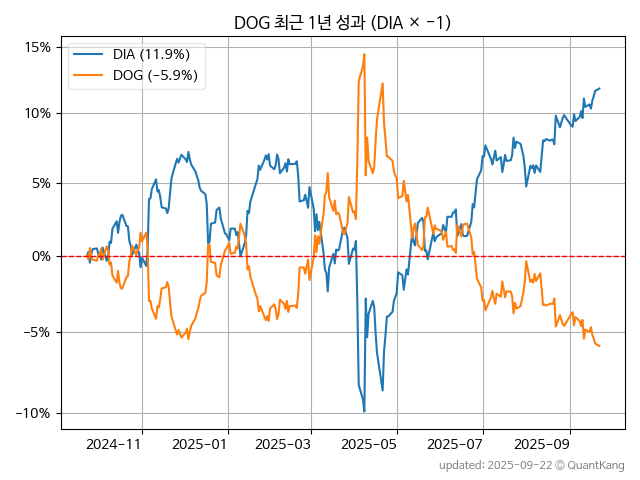 DOG 최근 1년 성과 (DIA × −1)
DIA (11.9%)
DOG (−5.9%)
15%
10%
5%
0%
−5%
−10%
2024-11 2025-01 2025-03 2025-05 2025-07 2025-09
updated: 2025-09-22 © QuantKang